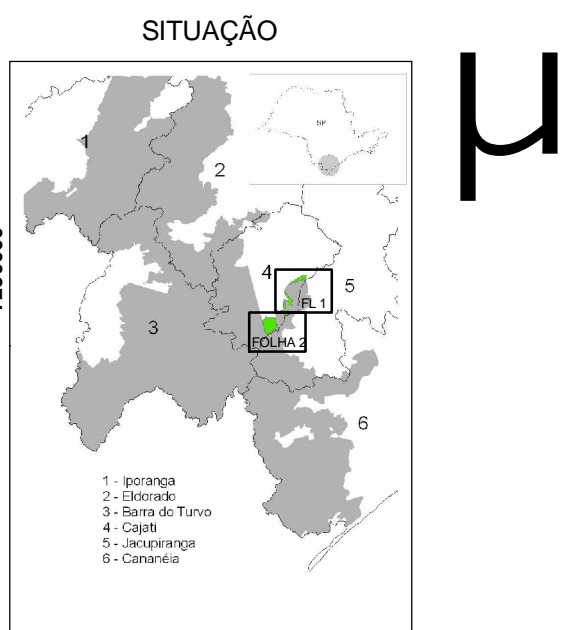 SITUAÇÃO
µ
SP
1
2
4
5
FL 1
3
FOLHA 2
6
1 - Iporanga
2 - Eldorado
3 - Barra do Turvo
4 - Cajati
5 - Jacupiranga
6 - Cananéia